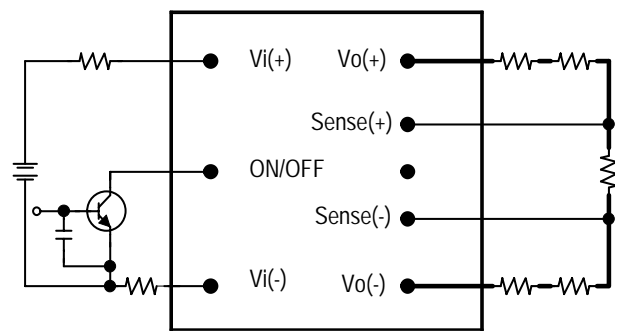 Vi(+) Vo(+)
Sense(+)
ON/OFF
Sense(-)
Vi(-) Vo(-)